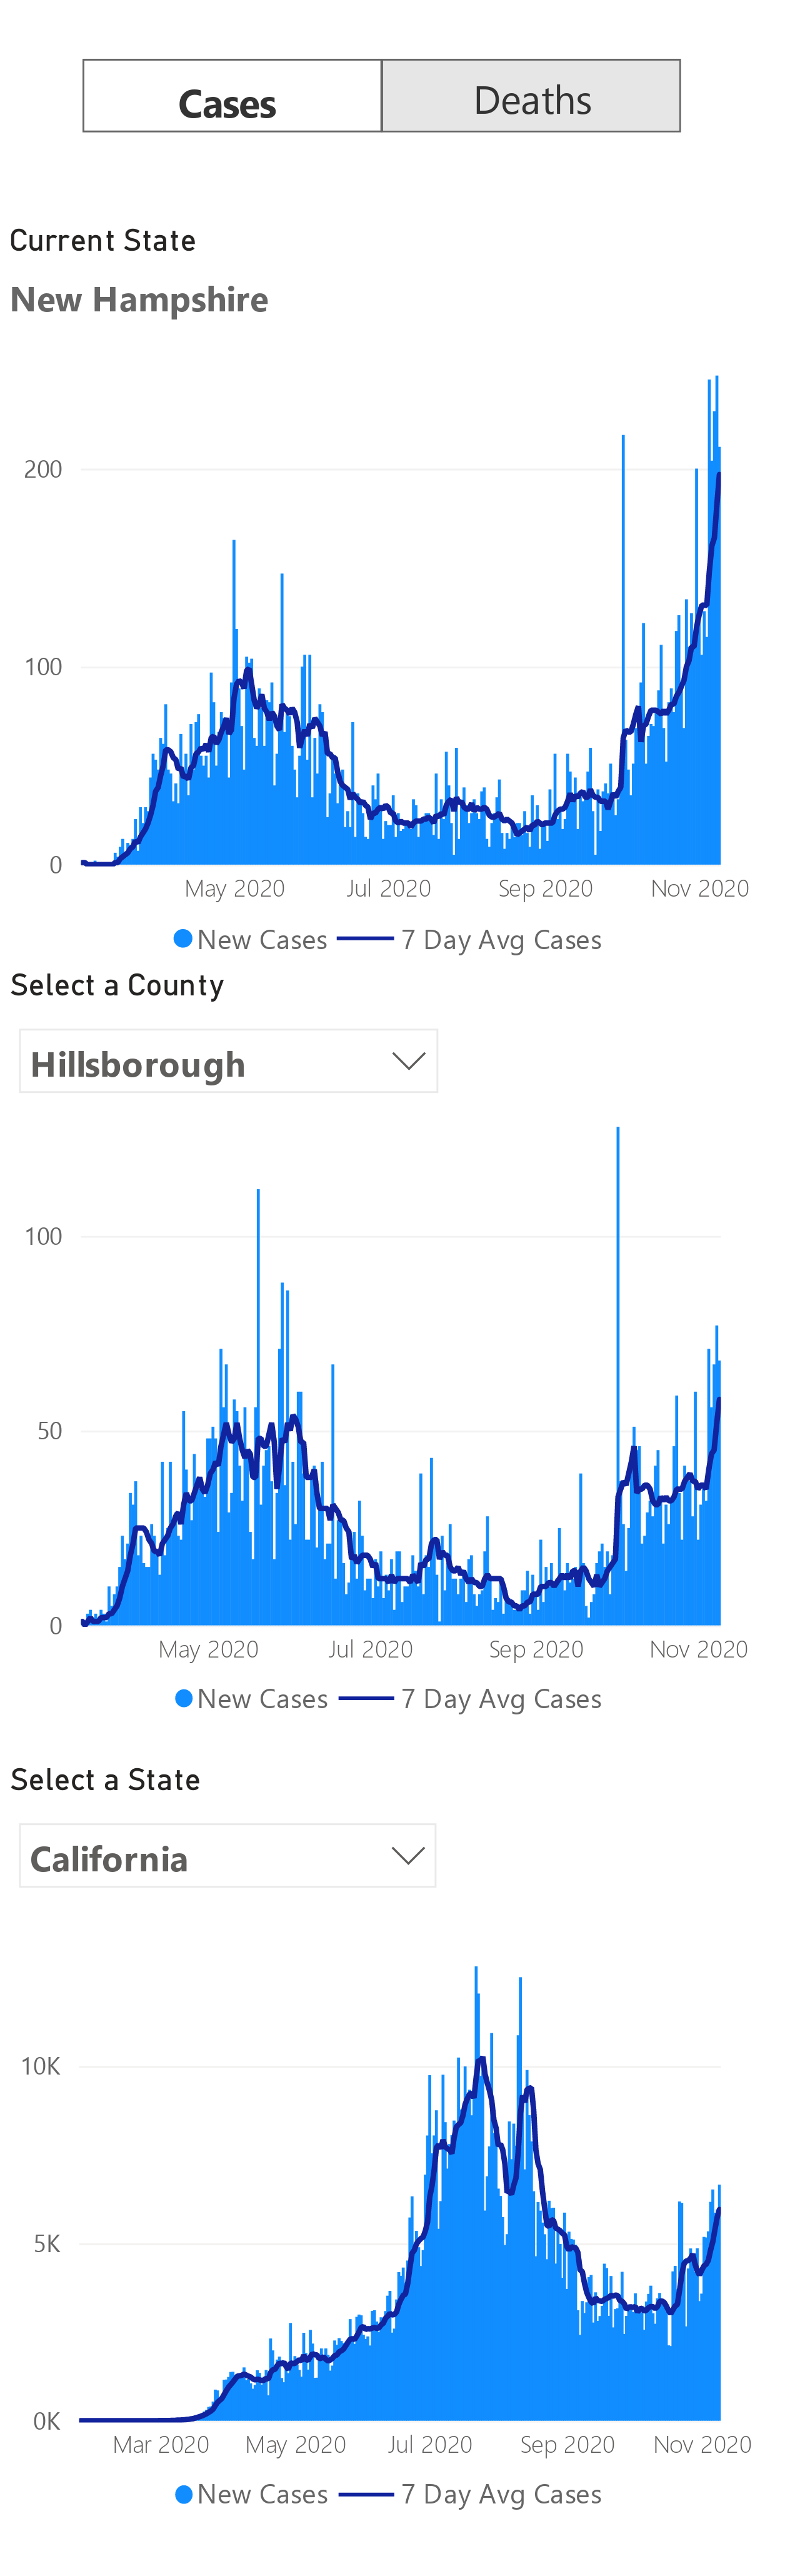 Cases Deaths
Current State
New Hampshire
200
100
0
May 2020 Jul 2020 Sep 2020 Nov 2020
New Cases 7 Day Avg Cases
Select a County
Hillsborough
100
50
0
May 2020 Jul 2020 Sep 2020 Nov 2020
New Cases 7 Day Avg Cases
Select a State
California
10K
5K
0K
Mar 2020 May 2020 Jul 2020 Sep 2020 Nov 2020
New Cases 7 Day Avg Cases